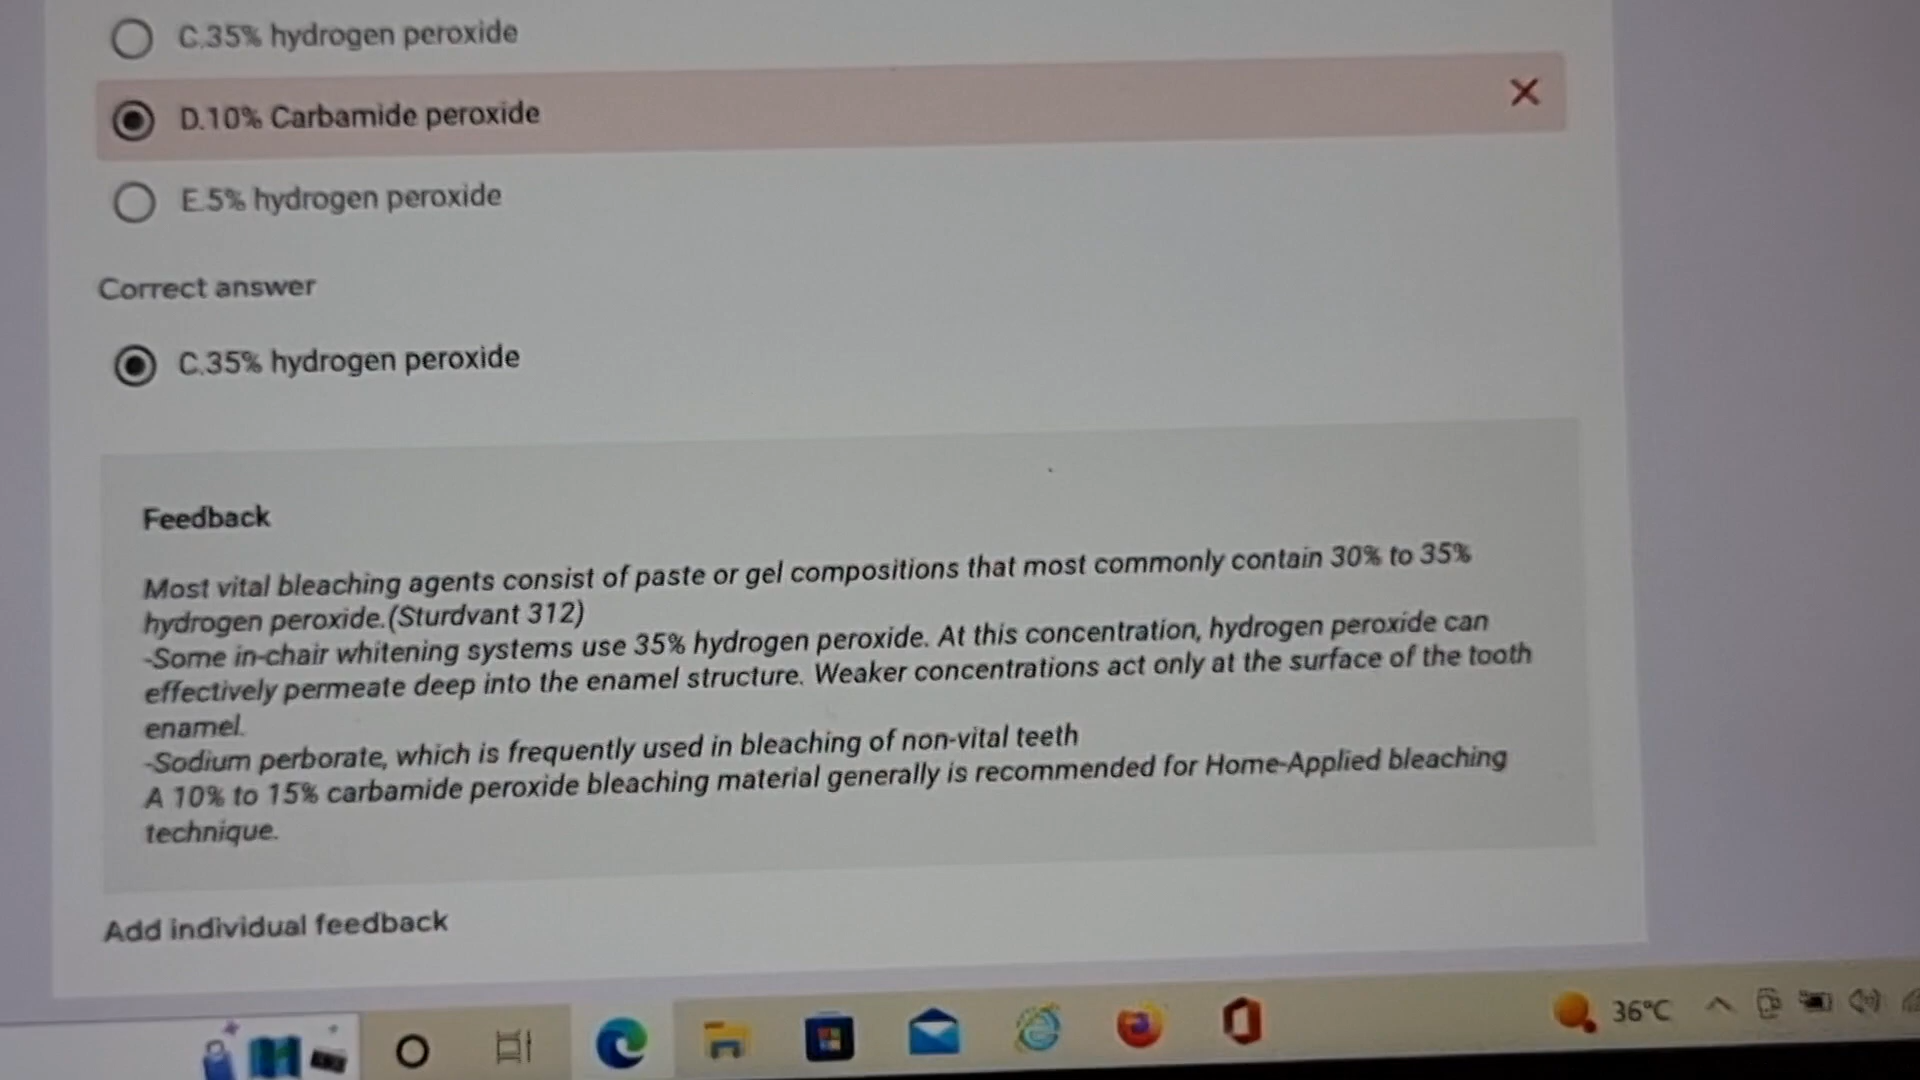 C.35% hydrogen peroxide
D.10% Carbamide peroxide
E.5% hydrogen peroxide
Correct answer
C.35% hydrogen peroxide
Feedback
Most vital bleaching agents consist of paste or gel compositions that most commonly contain 30% to 35%
hydrogen peroxide.(Sturdvant 312)
-Some in-chair whitening systems use 35% hydrogen peroxide. At this concentration, hydrogen peroxide can
effectively permeate deep into the enamel structure. Weaker concentrations act only at the surface of the tooth
enamel.
-Sodium perborate, which is frequently used in bleaching of non-vital teeth
A 10% to 15% carbamide peroxide bleaching material generally is recommended for Home-Applied bleaching
technique.
Add individual feedback
36°C